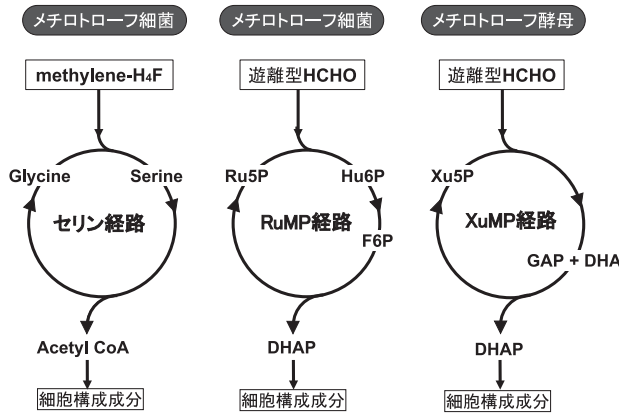 メチロトローフ細菌
methylene-H4F
Glycine
Serine
セリン経路
Acetyl CoA
細胞構成成分
メチロトローフ細菌
遊離型HCHO
Ru5P
Hu6P
RuMP経路
F6P
DHAP
細胞構成成分
メチロトローフ酵母
遊離型HCHO
Xu5P
XuMP経路
GAP + DHA
DHAP
細胞構成成分